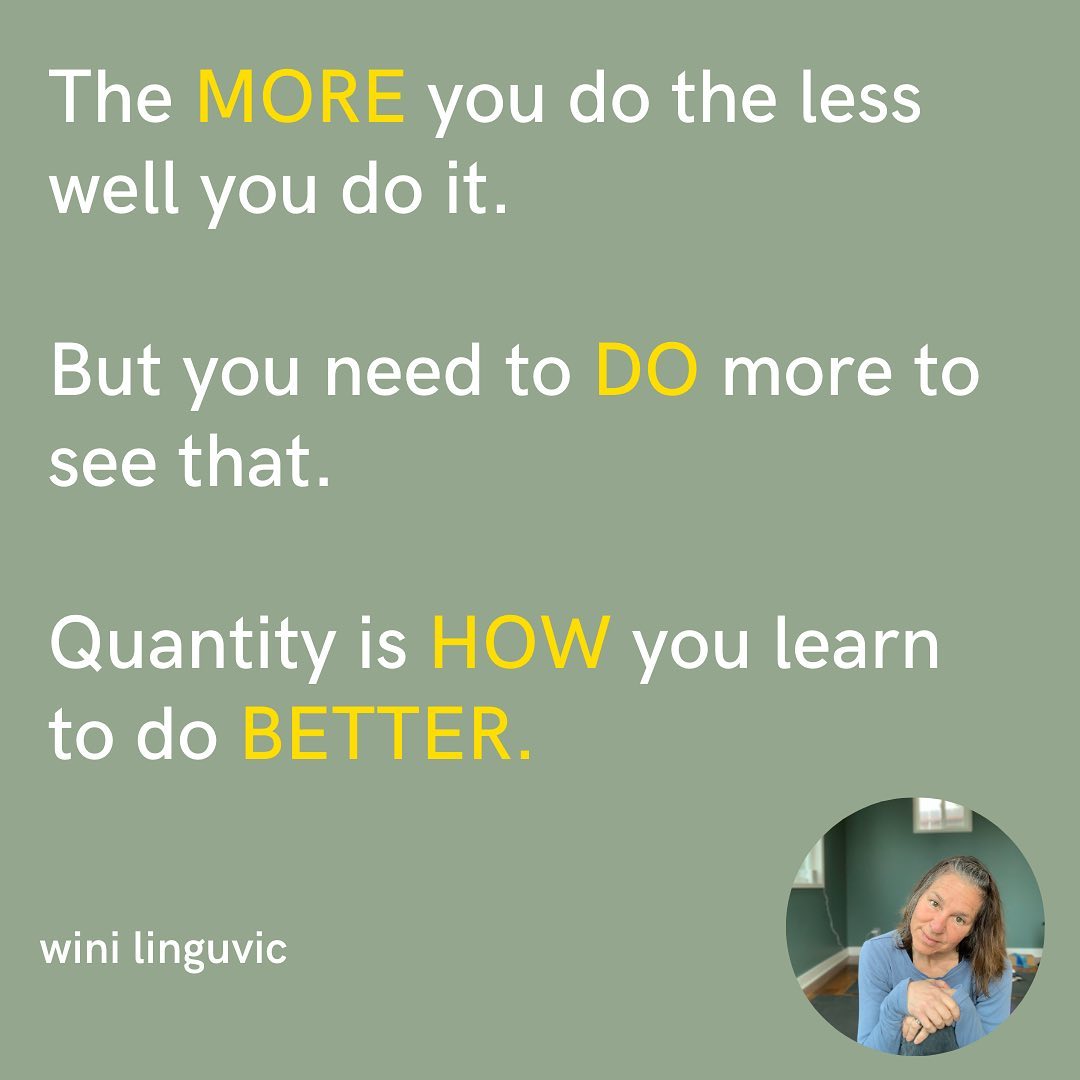 The MORE you do the less
well you do it.
But you need to DO more to
see that.
Quantity is HOW you learn
to do BETTER.
wini linguvic